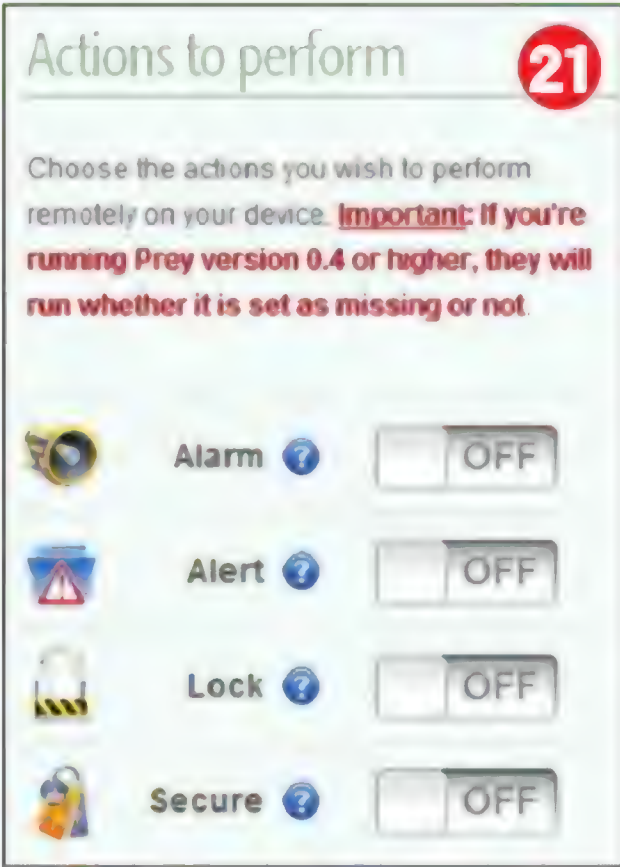 Actions to perform
21
Choose the actions you wish to perform
remotely on your device. Important: If you're
running Prey version 0.4 or higher, they will
run whether it is set as missing or not.
Alarm ? OFF
Alert ? OFF
Lock ? OFF
Secure ? OFF